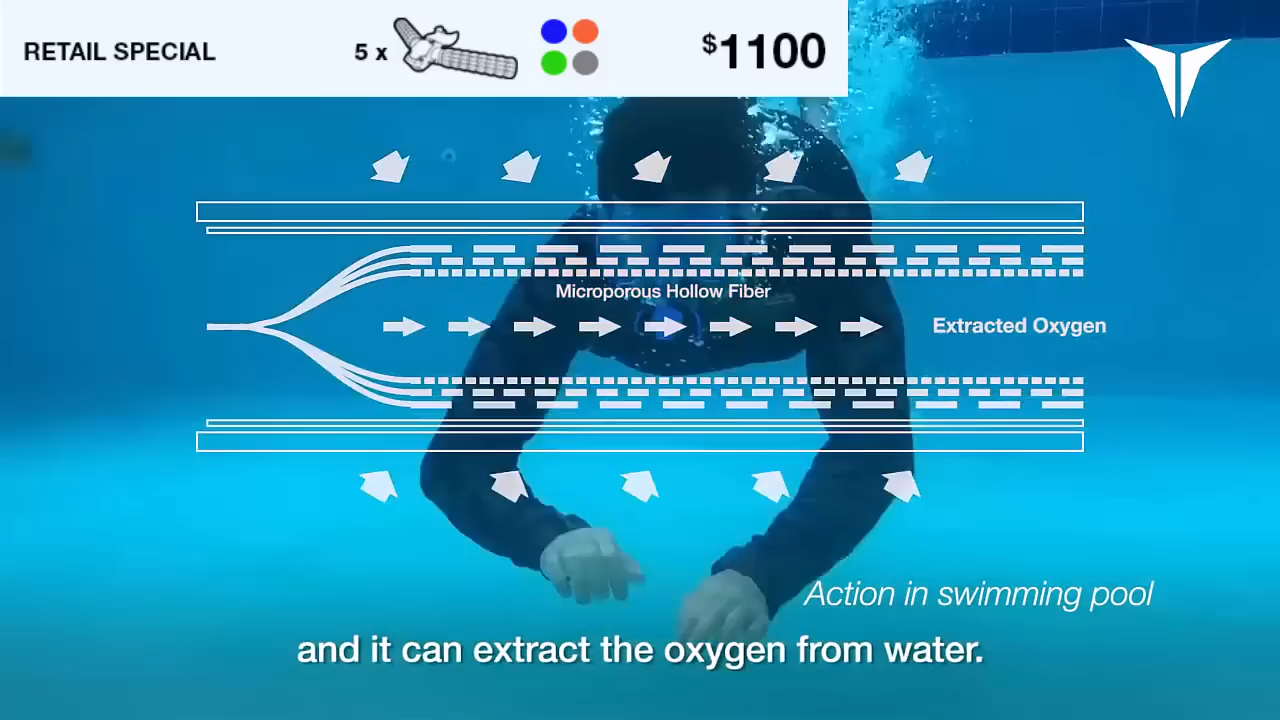 RETAIL SPECIAL 5 x $1100
Microporous Hollow Fiber
Extracted Oxygen
Action in swimming pool
and it can extract the oxygen from water.